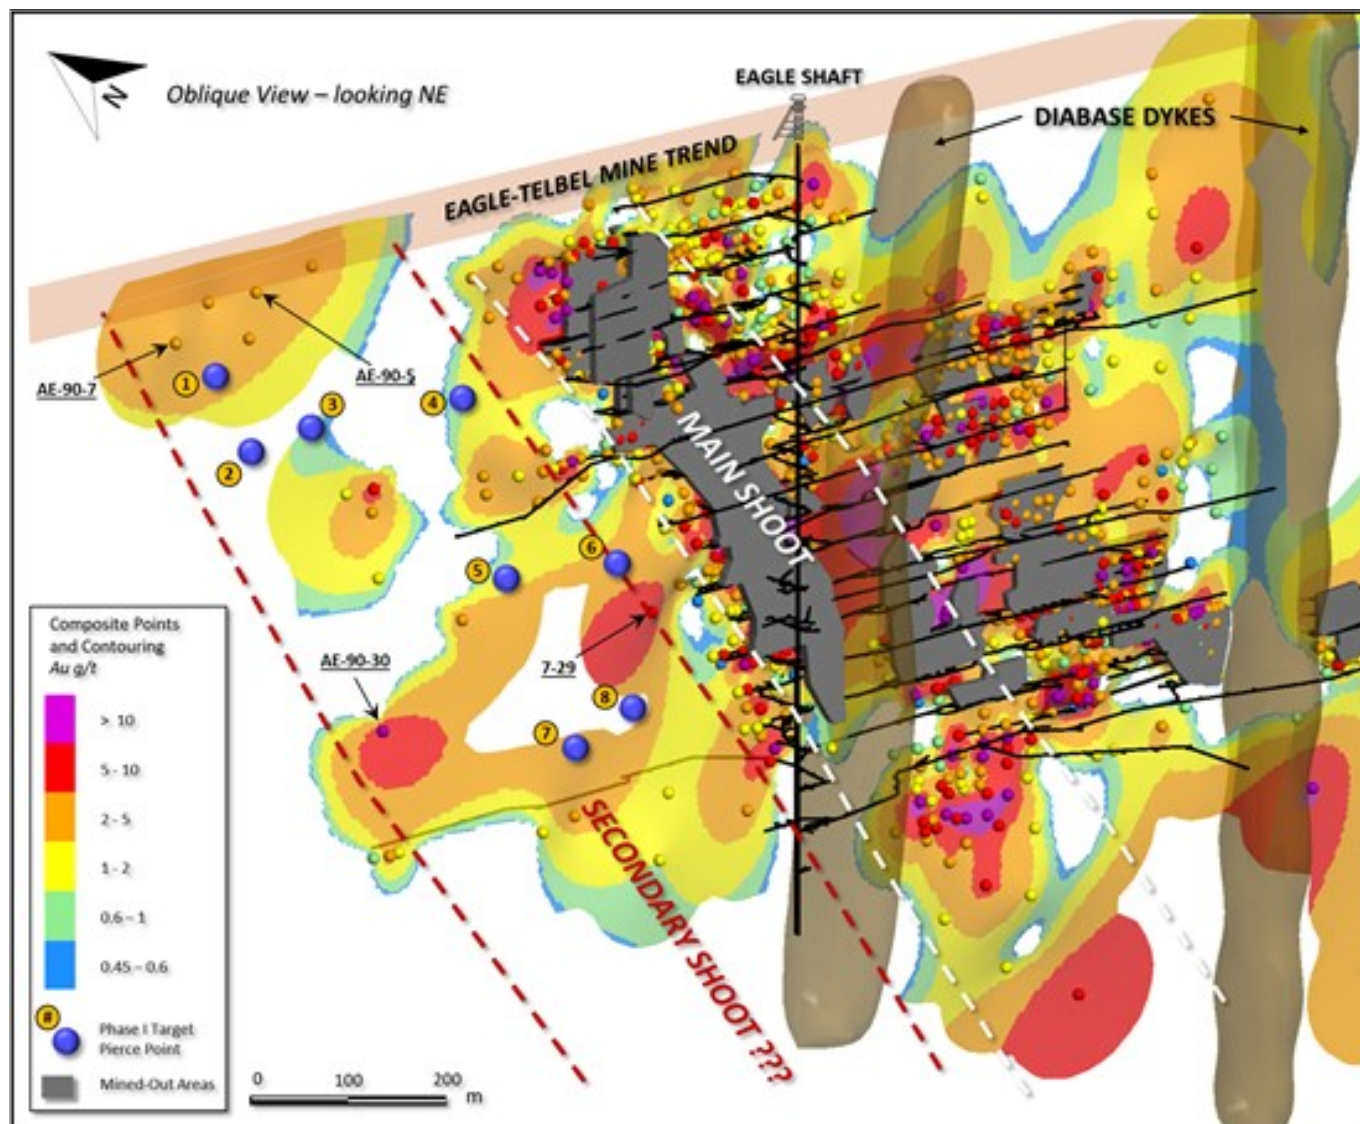 N
Oblique View – looking NE
EAGLE SHAFT
DIABASE DYKES
EAGLE-TELBEL MINE TREND
AE-90-7
AE-90-5
1
2
3
4
5
6
7
8
MAIN SHOOT
7-29
AE-90-30
SECONDARY SHOOT ???
Composite Points
and Contouring
Au g/t
> 10
5 - 10
2 - 5
1 - 2
0.6 – 1
0.45 – 0.6
#
Phase I Target
Pierce Point
Mined-Out Areas
0 100 200
m